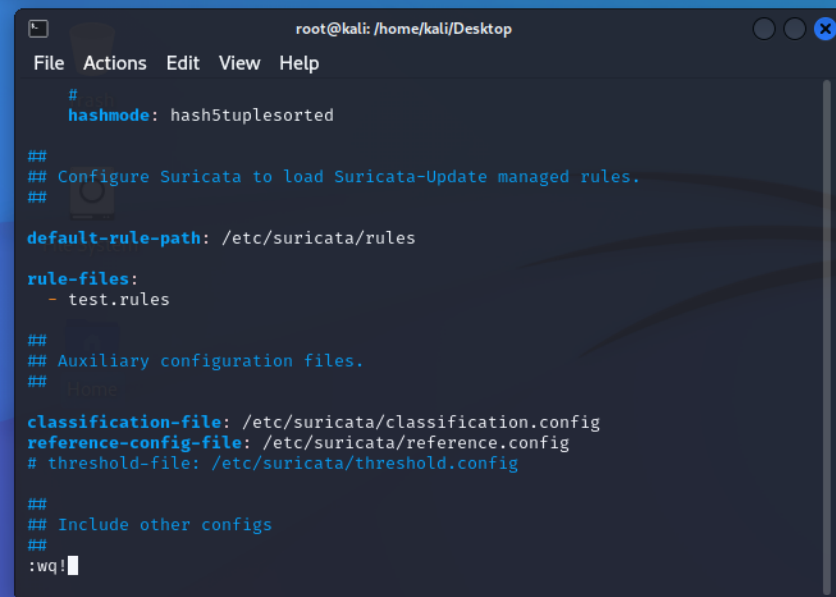 root@kali: /home/kali/Desktop
File Actions Edit View Help
#
hashmode: hash5tuplesorted
##
## Configure Suricata to load Suricata-Update managed rules.
##
default-rule-path: /etc/suricata/rules
rule-files:
- test.rules
##
## Auxiliary configuration files.
##
Home
classification-file: /etc/suricata/classification.config
reference-config-file: /etc/suricata/reference.config
# threshold-file: /etc/suricata/threshold.config
##
## Include other configs
##
:wq!